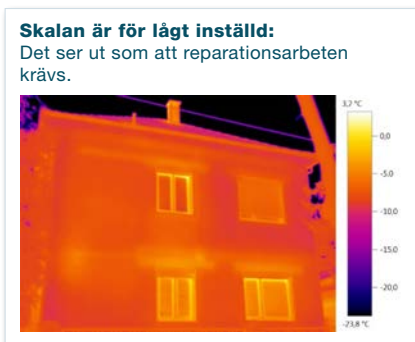 Skalan är för lågt inställd:
Det ser ut som att reparationsarbeten
krävs.
3,2 °C
0,0
-5,0
-10,0
-15,0
-20,0
-23,8 °C